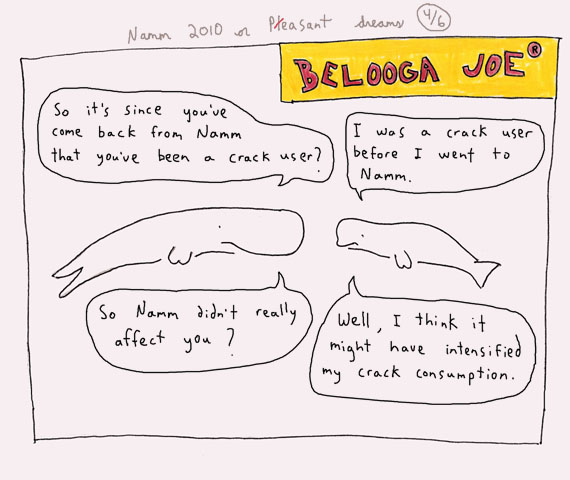 Namm 2010 or Pleasant dreams 4/6
BELOOGA JOE®
So it's since you've
come back from Namm
that you've been a crack user?
I was a crack user
before I went to
Namm.
So Namm didn't really
affect you?
Well, I think it
might have intensified
my crack consumption.